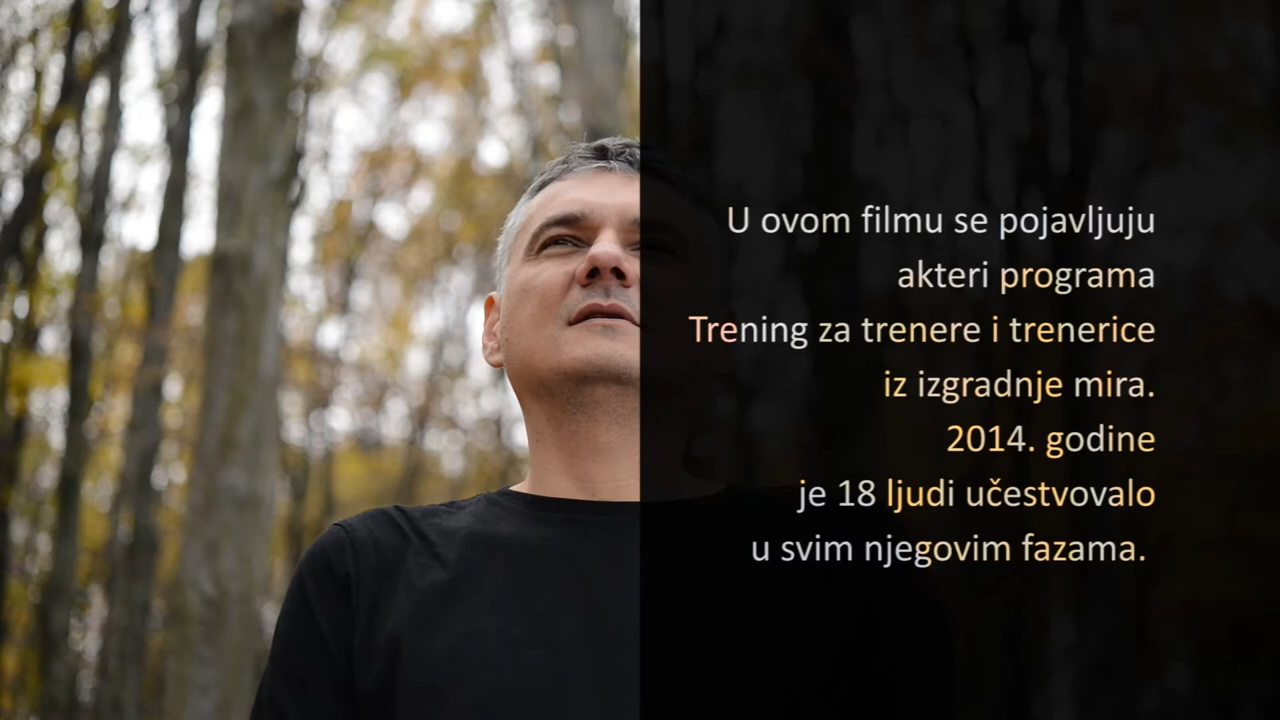 U ovom filmu se pojavljuju
akteri programa
Trening za trenere i trenerice
iz izgradnje mira.
2014. godine
je 18 ljudi učestvovalo
u svim njegovim fazama.